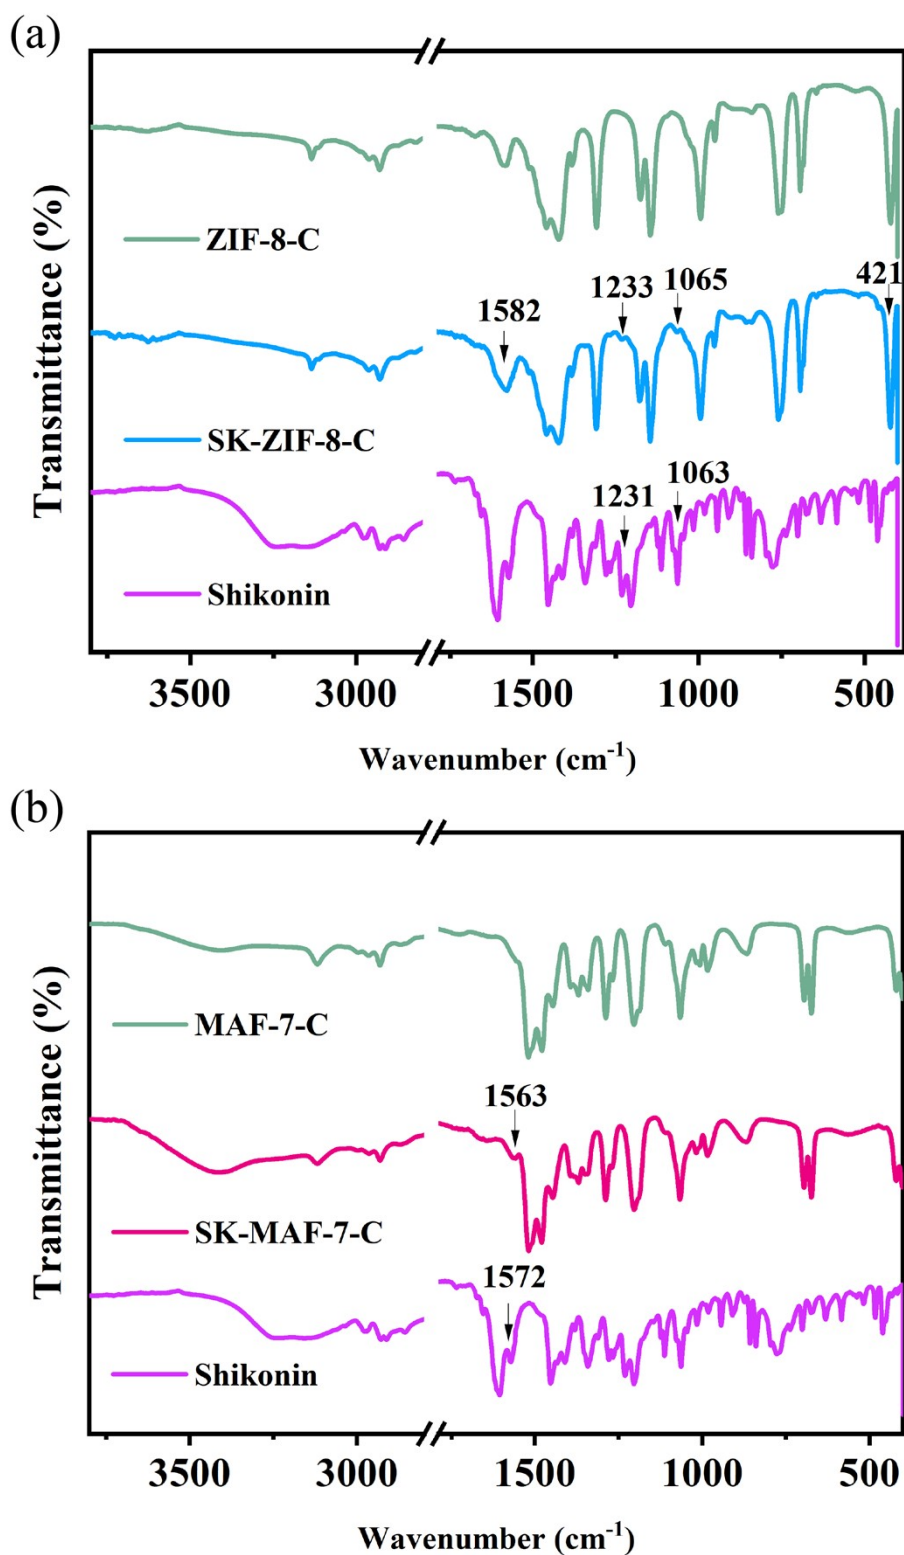 (a)
Transmittance (%)
ZIF-8-C
1582
1233
1065
421
SK-ZIF-8-C
1231
1063
Shikonin
3500 3000 1500 1000 500
Wavenumber (cm⁻¹)
(b)
Transmittance (%)
MAF-7-C
1563
SK-MAF-7-C
1572
Shikonin
3500 3000 1500 1000 500
Wavenumber (cm⁻¹)